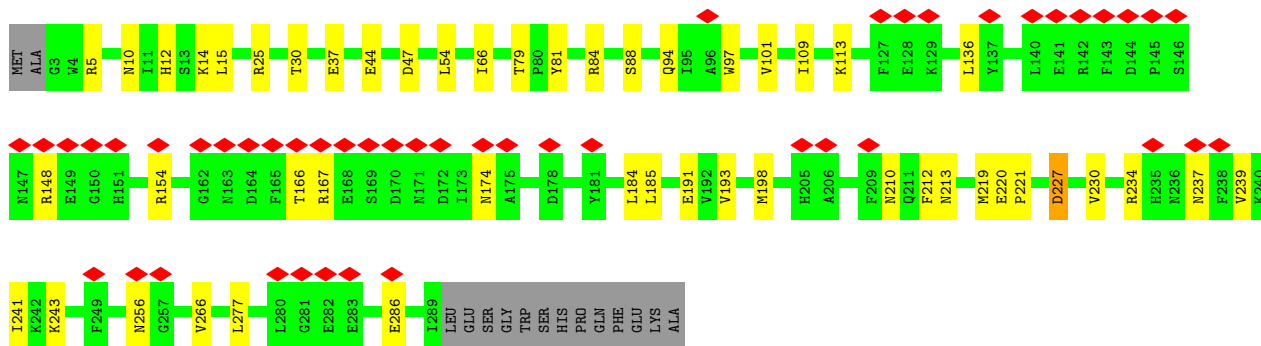 MET ALA G3 W4 R5 N10 I11 H12 S13 K14 L15 R25 T30 E37 E44 D47 L54 I66 T79 P80 Y81 R84 S88 Q94 I95 A96 W97 V101 I109 K113 F127 E128 K129 L136 Y137 L140 E141 R142 F143 D144 P145 S146
N147 R148 E149 G150 H151 R154 G162 N163 D164 F165 T166 R167 E168 S169 D170 N171 D172 I173 N174 A175 D178 Y181 L184 L185 E191 V192 V193 M198 H205 A206 F209 N210 Q211 F212 N213 M219 E220 P221 D227 V230 R234 H235 N236 N237 F238 V239 K240
I241 K242 K243 F249 N256 G257 V266 L277 L280 G281 E282 E283 E286 I289 LEU GLU SER GLY TRP SER HIS PRO GLN PHE GLU LYS ALA